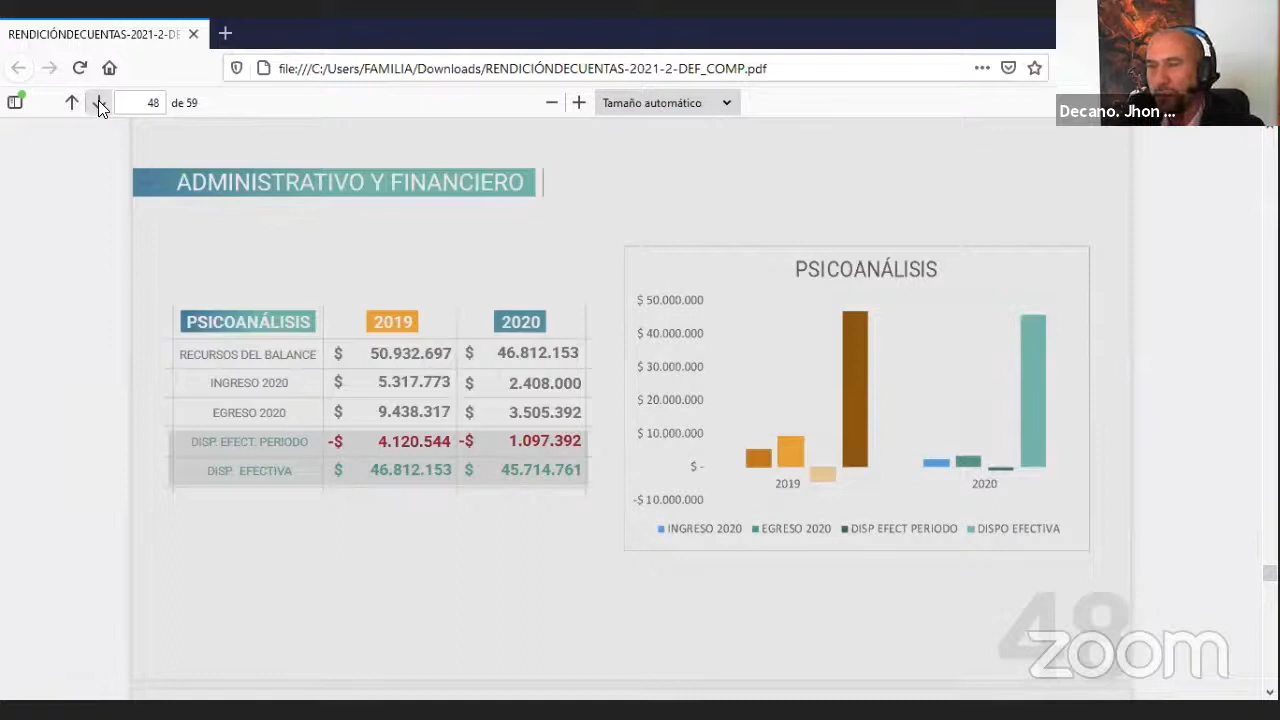 RENDICIÓNDECUENTAS-2021-2-DE
file:///C:/Users/FAMILIA/Downloads/RENDICIÓNDECUENTAS-2021-2-DEF_COMP.pdf
48 de 59
Tamaño automático
Decano. Jhon ...
ADMINISTRATIVO Y FINANCIERO
PSICOANÁLISIS 2019 2020
RECURSOS DEL BALANCE $ 50.932.697 $ 46.812.153
INGRESO 2020 $ 5.317.773 $ 2.408.000
EGRESO 2020 $ 9.438.317 $ 3.505.392
DISP. EFECT. PERIODO -$ 4.120.544 -$ 1.097.392
DISP. EFECTIVA $ 46.812.153 $ 45.714.761
PSICOANÁLISIS
$ 50.000.000
$ 40.000.000
$ 30.000.000
$ 20.000.000
$ 10.000.000
$ -
-$ 10.000.000
2019 2020
INGRESO 2020 EGRESO 2020 DISP EFECT PERIODO DISPO EFECTIVA
48
zoom